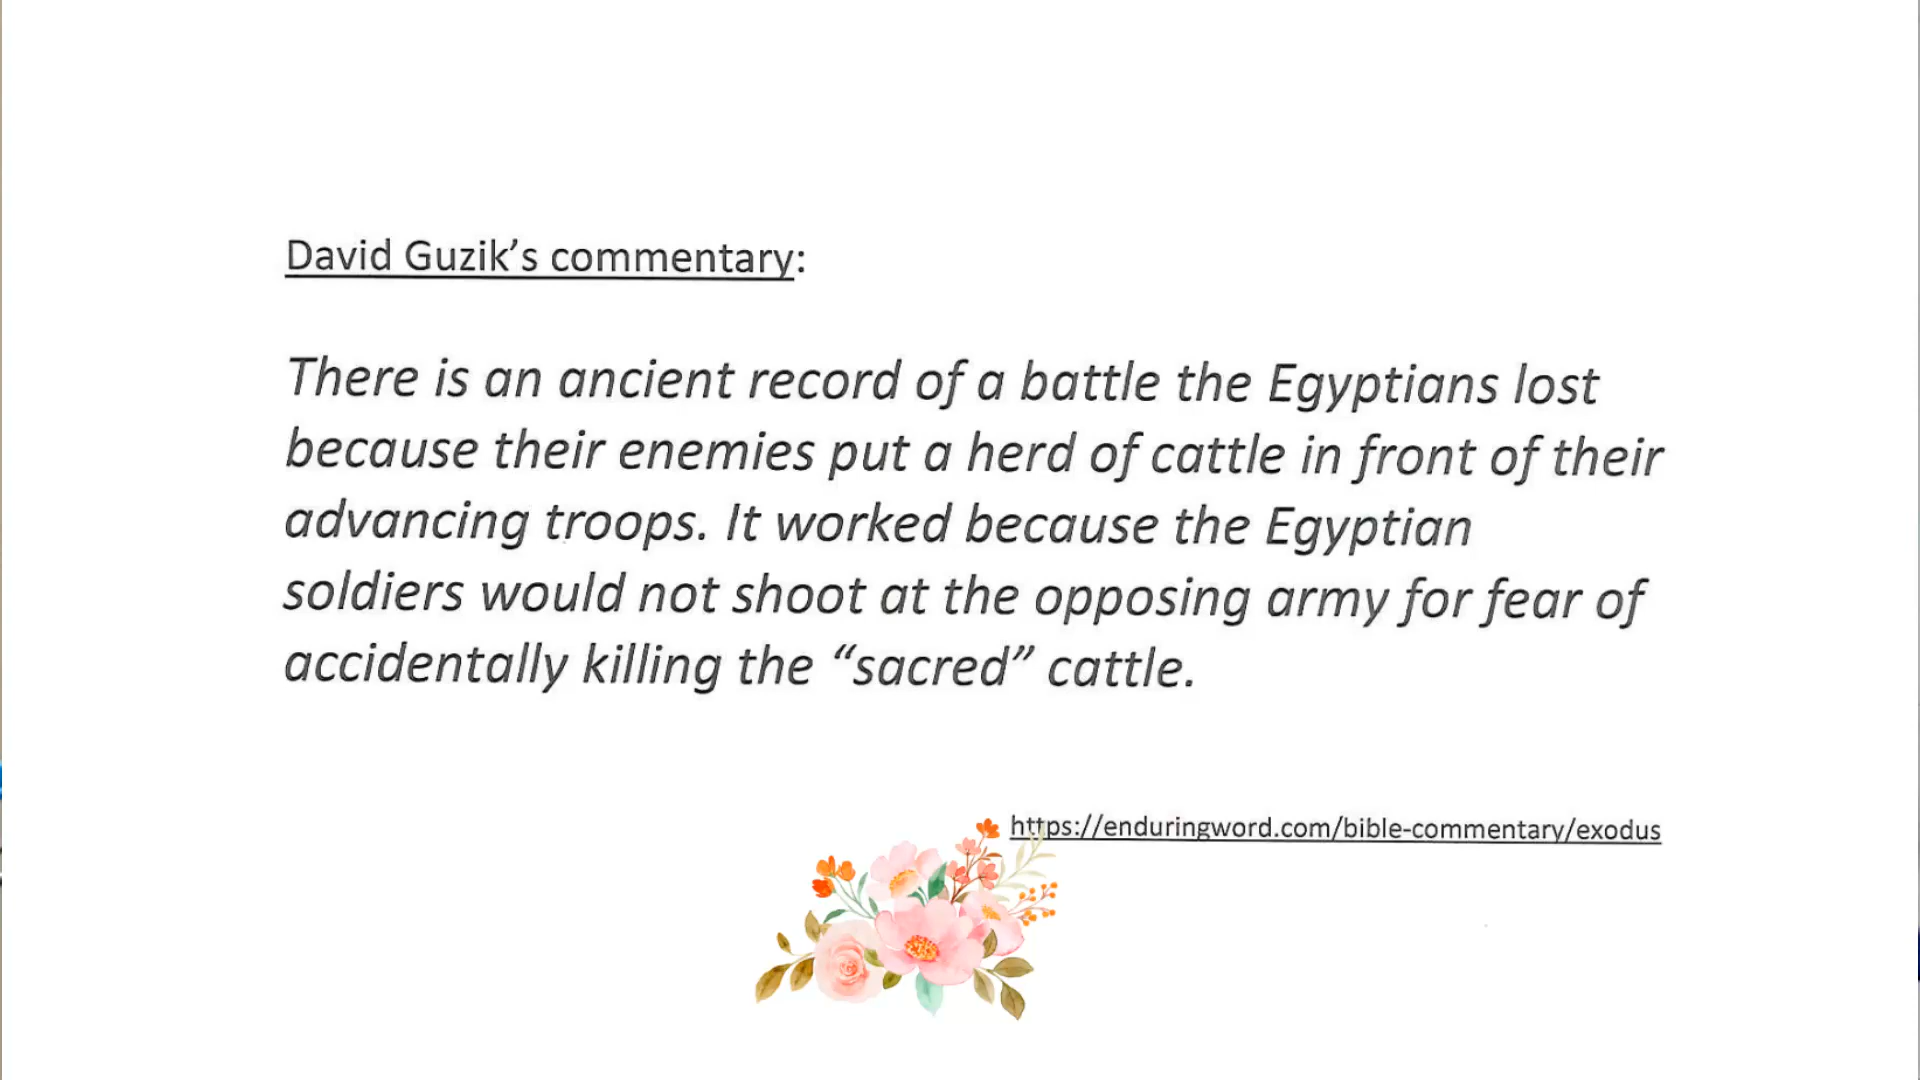 David Guzik’s commentary:
There is an ancient record of a battle the Egyptians lost
because their enemies put a herd of cattle in front of their
advancing troops. It worked because the Egyptian
soldiers would not shoot at the opposing army for fear of
accidentally killing the “sacred” cattle.
https://enduringword.com/bible-commentary/exodus